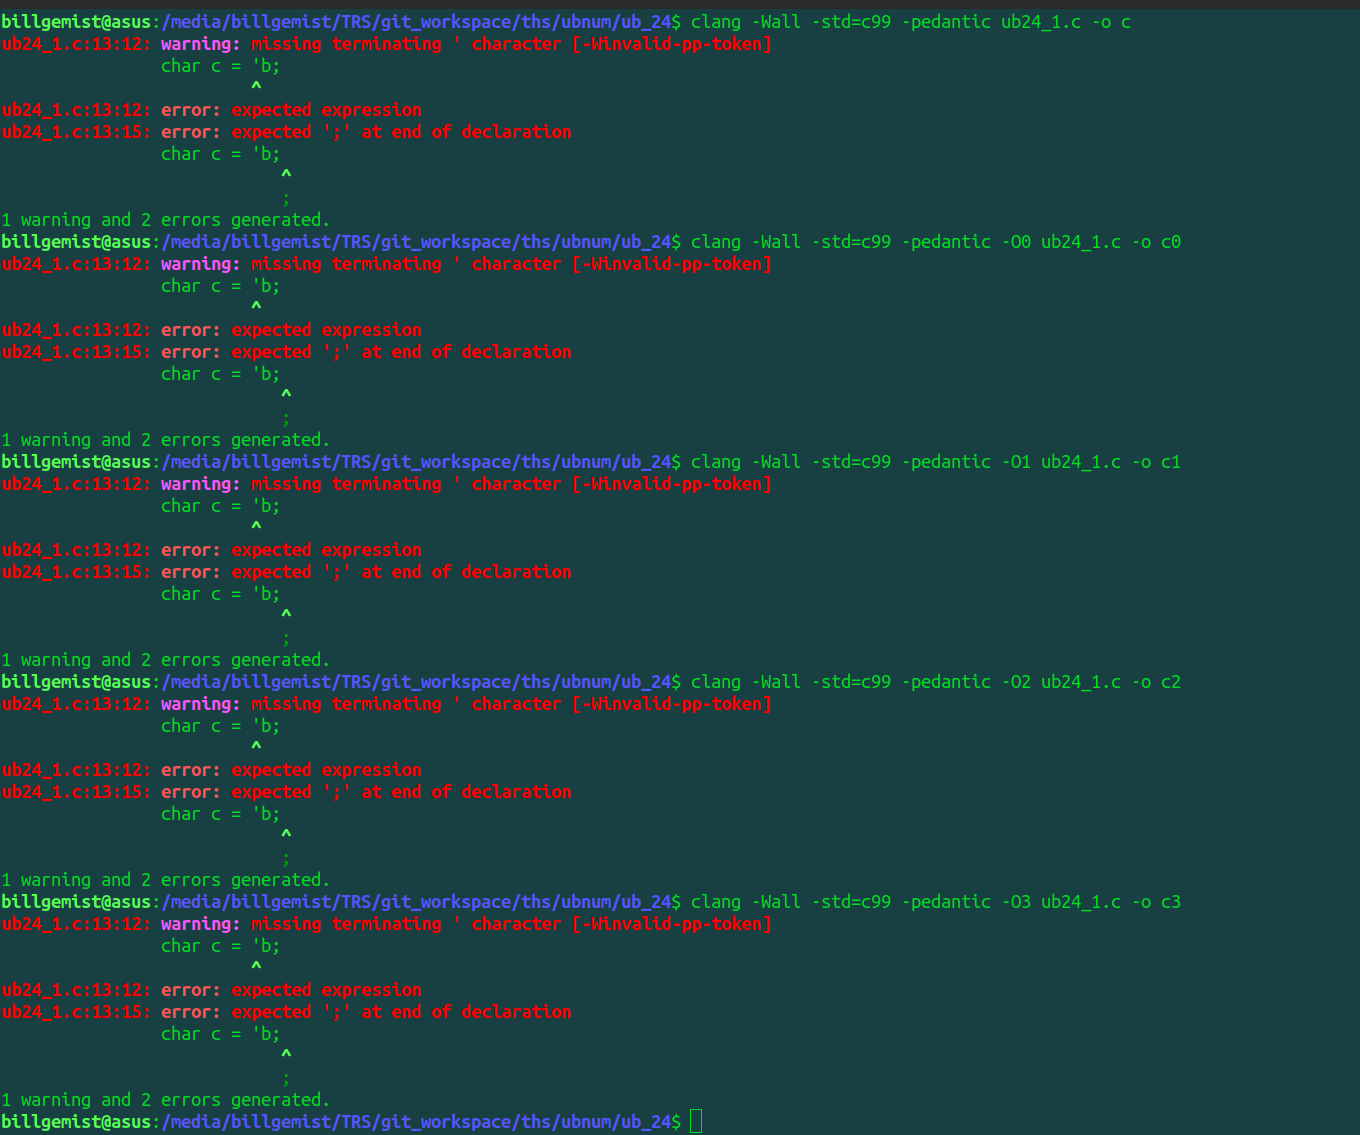 billgemist@asus:/media/billgemist/TRS/git_workspace/ths/ubnum/ub_24$ clang -Wall -std=c99 -pedantic ub24_1.c -o c
ub24_1.c:13:12: warning: missing terminating ' character [-Winvalid-pp-token]
                char c = 'b;
                         ^
ub24_1.c:13:12: error: expected expression
ub24_1.c:13:15: error: expected ';' at end of declaration
                char c = 'b;
                            ^
                            ;
1 warning and 2 errors generated.
billgemist@asus:/media/billgemist/TRS/git_workspace/ths/ubnum/ub_24$ clang -Wall -std=c99 -pedantic -O0 ub24_1.c -o c0
ub24_1.c:13:12: warning: missing terminating ' character [-Winvalid-pp-token]
                char c = 'b;
                         ^
ub24_1.c:13:12: error: expected expression
ub24_1.c:13:15: error: expected ';' at end of declaration
                char c = 'b;
                            ^
                            ;
1 warning and 2 errors generated.
billgemist@asus:/media/billgemist/TRS/git_workspace/ths/ubnum/ub_24$ clang -Wall -std=c99 -pedantic -O1 ub24_1.c -o c1
ub24_1.c:13:12: warning: missing terminating ' character [-Winvalid-pp-token]
                char c = 'b;
                         ^
ub24_1.c:13:12: error: expected expression
ub24_1.c:13:15: error: expected ';' at end of declaration
                char c = 'b;
                            ^
                            ;
1 warning and 2 errors generated.
billgemist@asus:/media/billgemist/TRS/git_workspace/ths/ubnum/ub_24$ clang -Wall -std=c99 -pedantic -O2 ub24_1.c -o c2
ub24_1.c:13:12: warning: missing terminating ' character [-Winvalid-pp-token]
                char c = 'b;
                         ^
ub24_1.c:13:12: error: expected expression
ub24_1.c:13:15: error: expected ';' at end of declaration
                char c = 'b;
                            ^
                            ;
1 warning and 2 errors generated.
billgemist@asus:/media/billgemist/TRS/git_workspace/ths/ubnum/ub_24$ clang -Wall -std=c99 -pedantic -O3 ub24_1.c -o c3
ub24_1.c:13:12: warning: missing terminating ' character [-Winvalid-pp-token]
                char c = 'b;
                         ^
ub24_1.c:13:12: error: expected expression
ub24_1.c:13:15: error: expected ';' at end of declaration
                char c = 'b;
                            ^
                            ;
1 warning and 2 errors generated.
billgemist@asus:/media/billgemist/TRS/git_workspace/ths/ubnum/ub_24$